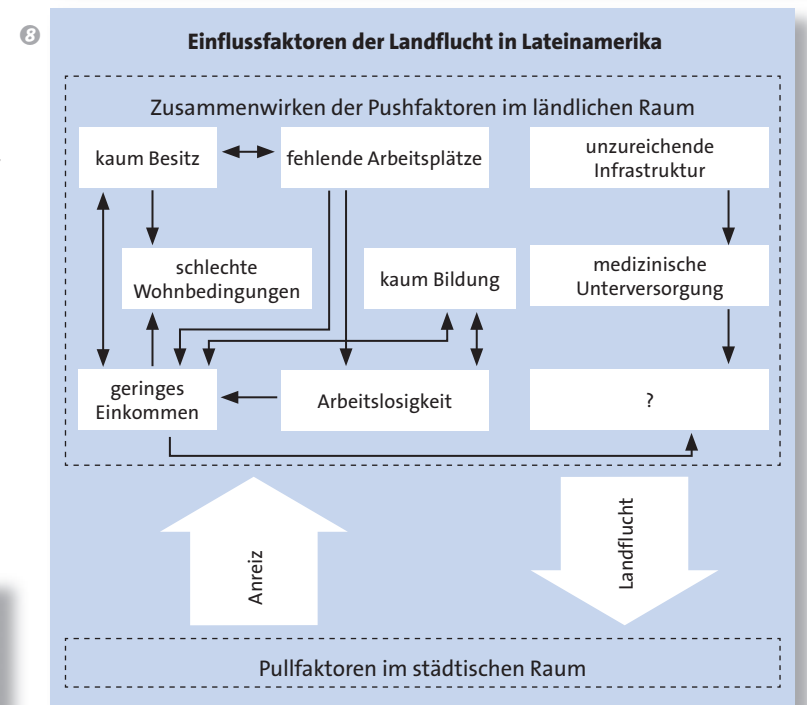 8
Einflussfaktoren der Landflucht in Lateinamerika
Zusammenwirken der Pushfaktoren im ländlichen Raum
kaum Besitz
fehlende Arbeitsplätze
unzureichende
Infrastruktur
schlechte
Wohnbedingungen
kaum Bildung
medizinische
Unterversorgung
geringes
Einkommen
Arbeitslosigkeit
?
Anreiz
Landflucht
Pullfaktoren im städtischen Raum